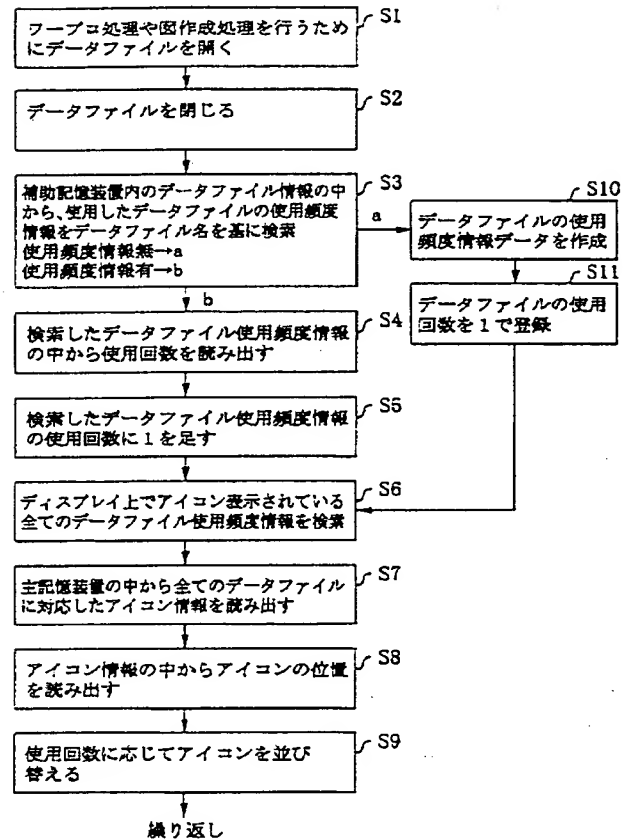 S1
ワープロ処理や図作成処理を行うため
にデータファイルを開く
S2
データファイルを閉じる
S3
補助記憶装置内のデータファイル情報の中
から、使用したデータファイルの使用頻度
情報をデータファイル名を基に検索
使用頻度情報無→a
使用頻度情報有→b
a
S10
データファイルの使用
頻度情報データを作成
S11
データファイルの使用
回数を1で登録
b
S4
検索したデータファイル使用頻度情報
の中から使用回数を読み出す
S5
検索したデータファイル使用頻度情報
の使用回数に1を足す
S6
ディスプレイ上でアイコン表示されている
全てのデータファイル使用頻度情報を検索
S7
主記憶装置の中から全てのデータファイル
に対応したアイコン情報を読み出す
S8
アイコン情報の中からアイコンの位置
を読み出す
S9
使用回数に応じてアイコンを並び
替える
繰り返し